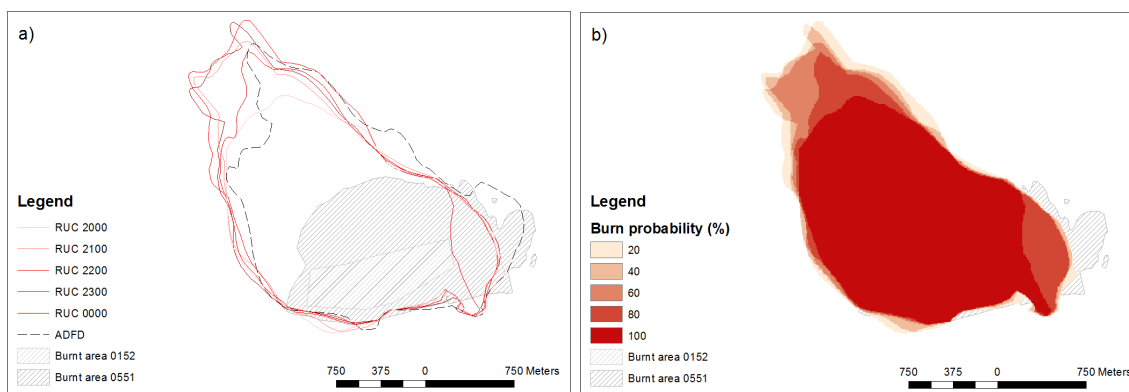 a)
Legend
RUC 2000
RUC 2100
RUC 2200
RUC 2300
RUC 0000
ADFD
Burnt area 0152
Burnt area 0551
750 375 0 750 Meters
b)
Legend
Burn probability (%)
20
40
60
80
100
Burnt area 0152
Burnt area 0551
750 375 0 750 Meters